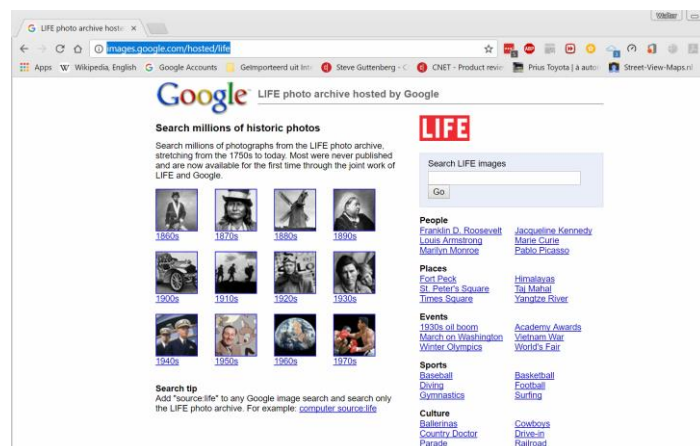 Walter
LIFE photo archive hoste
images.google.com/hosted/life
Apps
Wikipedia, English
Google Accounts
Geïmporteerd uit Inte
Steve Guttenberg - C
CNET - Product revie
Prius Toyota | à autor
Street-View-Maps.nl
Google LIFE photo archive hosted by Google
Search millions of historic photos
Search millions of photographs from the LIFE photo archive,
stretching from the 1750s to today. Most were never published
and are now available for the first time through the joint work of
LIFE and Google.
1860s 1870s 1880s 1890s
1900s 1910s 1920s 1930s
1940s 1950s 1960s 1970s
Search tip
Add "source:life" to any Google image search and search only
the LIFE photo archive. For example: computer source:life
LIFE
Search LIFE images
Go
People
Franklin D. Roosevelt Jacqueline Kennedy
Louis Armstrong Marie Curie
Marilyn Monroe Pablo Picasso
Places
Fort Peck Himalayas
St. Peter's Square Taj Mahal
Times Square Yangtze River
Events
1930s oil boom Academy Awards
March on Washington Vietnam War
Winter Olympics World's Fair
Sports
Baseball Basketball
Diving Football
Gymnastics Surfing
Culture
Ballerinas Cowboys
Country Doctor Drive-in
Parade Railroad